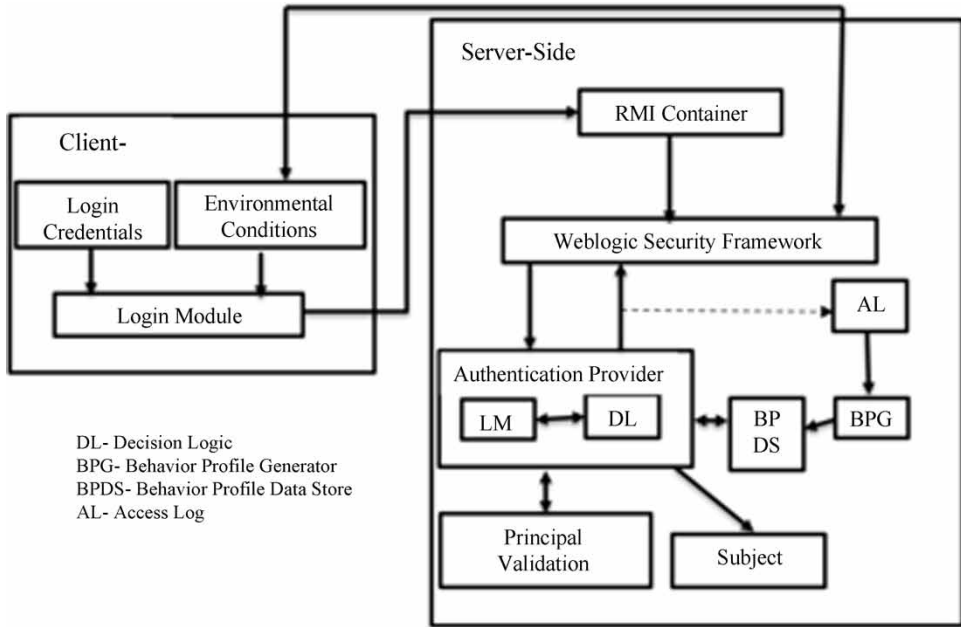 Server-Side
RMI Container
Client-
Login
Credentials
Environmental
Conditions
Weblogic Security Framework
Login Module
AL
Authentication Provider
LM
DL
BP
DS
BPG
DL- Decision Logic
BPG- Behavior Profile Generator
BPDS- Behavior Profile Data Store
AL- Access Log
Principal
Validation
Subject